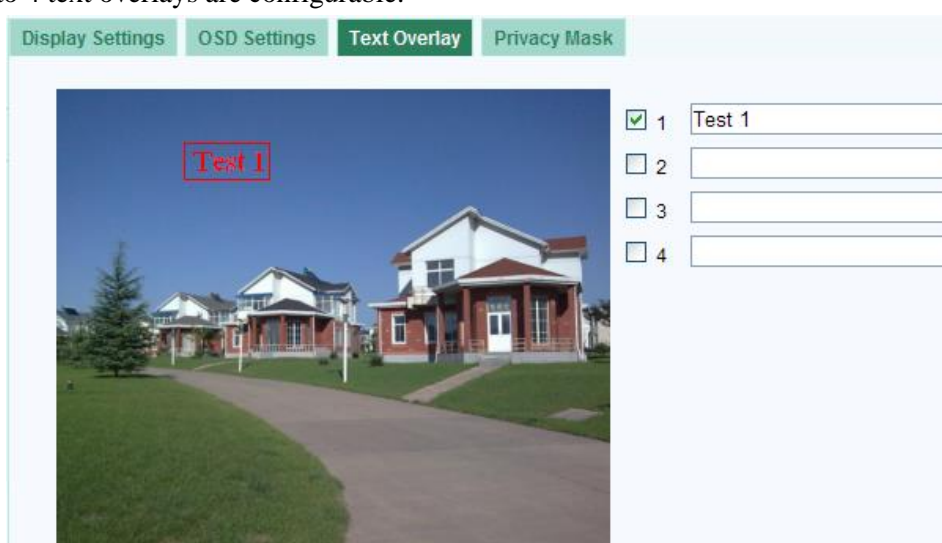 to 4 text overlays are configurable.
Display Settings OSD Settings Text Overlay Privacy Mask
Test 1
1 Test 1
2
3
4